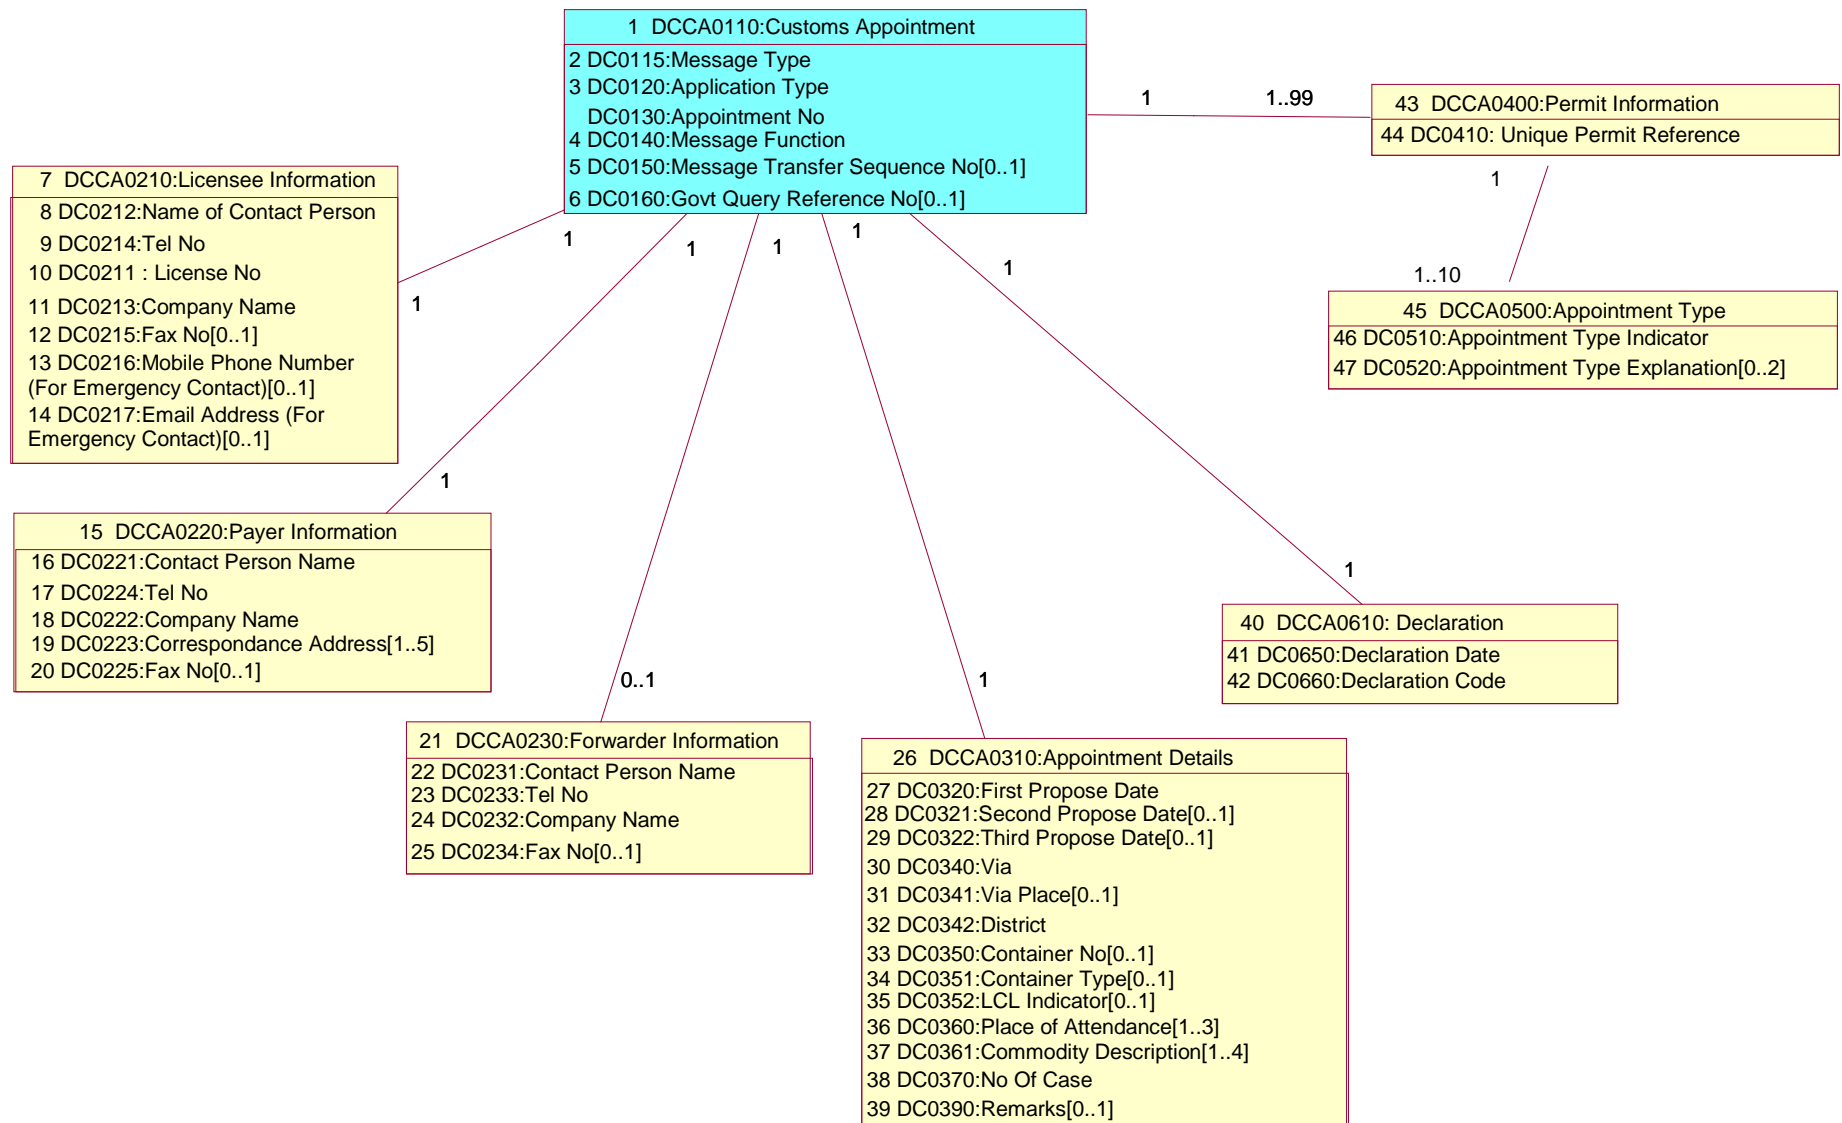 1 DCCA0110:Customs Appointment
2 DC0115:Message Type
3 DC0120:Application Type
DC0130:Appointment No
4 DC0140:Message Function
5 DC0150:Message Transfer Sequence No[0..1]
6 DC0160:Govt Query Reference No[0..1]
1
1..99
43 DCCA0400:Permit Information
44 DC0410: Unique Permit Reference
1
1..10
45 DCCA0500:Appointment Type
46 DC0510:Appointment Type Indicator
47 DC0520:Appointment Type Explanation[0..2]
7 DCCA0210:Licensee Information
8 DC0212:Name of Contact Person
9 DC0214:Tel No
10 DC0211 : License No
11 DC0213:Company Name
12 DC0215:Fax No[0..1]
13 DC0216:Mobile Phone Number
(For Emergency Contact)[0..1]
14 DC0217:Email Address (For
Emergency Contact)[0..1]
1
1
1
1
1
1
1
15 DCCA0220:Payer Information
16 DC0221:Contact Person Name
17 DC0224:Tel No
18 DC0222:Company Name
19 DC0223:Correspondance Address[1..5]
20 DC0225:Fax No[0..1]
0..1
21 DCCA0230:Forwarder Information
22 DC0231:Contact Person Name
23 DC0233:Tel No
24 DC0232:Company Name
25 DC0234:Fax No[0..1]
1
26 DCCA0310:Appointment Details
27 DC0320:First Propose Date
28 DC0321:Second Propose Date[0..1]
29 DC0322:Third Propose Date[0..1]
30 DC0340:Via
31 DC0341:Via Place[0..1]
32 DC0342:District
33 DC0350:Container No[0..1]
34 DC0351:Container Type[0..1]
35 DC0352:LCL Indicator[0..1]
36 DC0360:Place of Attendance[1..3]
37 DC0361:Commodity Description[1..4]
38 DC0370:No Of Case
39 DC0390:Remarks[0..1]
1
40 DCCA0610: Declaration
41 DC0650:Declaration Date
42 DC0660:Declaration Code